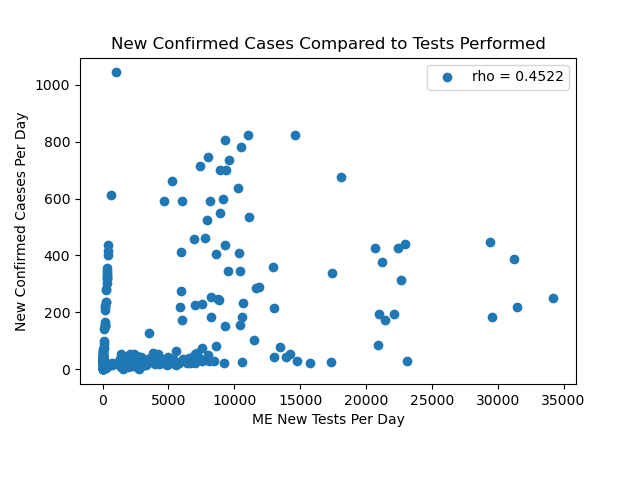 New Confirmed Cases Compared to Tests Performed
rho = 0.4522
New Confirmed Caeses Per Day
1000
800
600
400
200
0
0 5000 10000 15000 20000 25000 30000 35000
ME New Tests Per Day